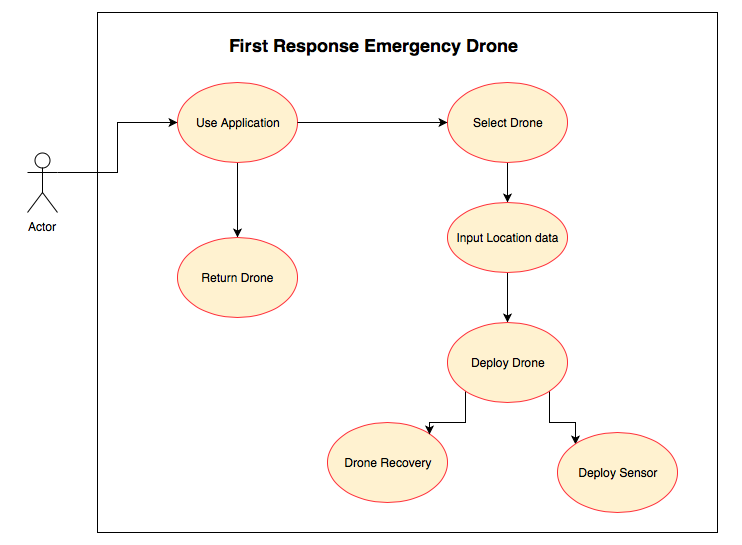 First Response Emergency Drone
Use Application
Select Drone
Actor
Input Location data
Return Drone
Deploy Drone
Drone Recovery
Deploy Sensor